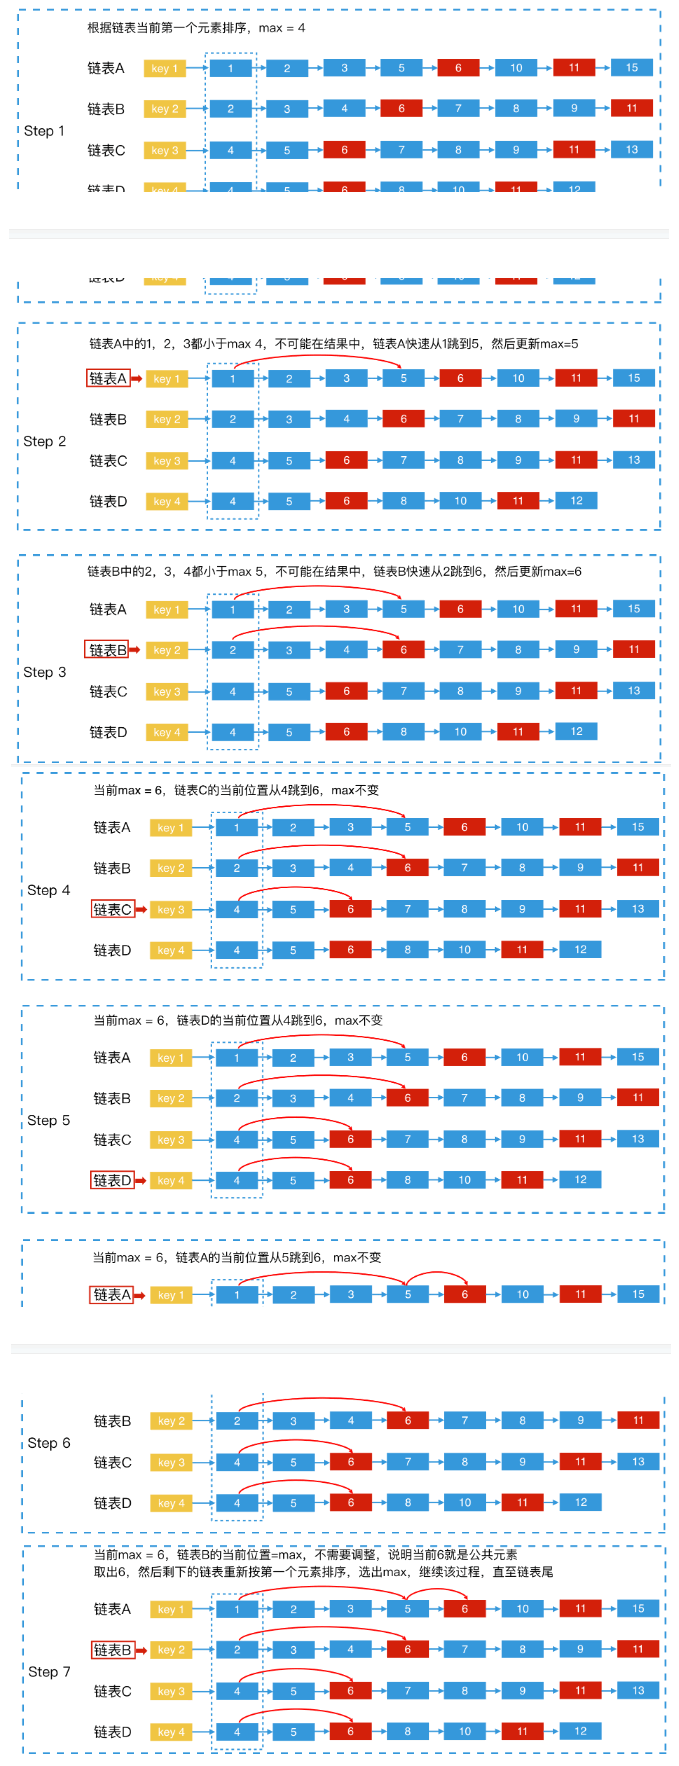 根据链表当前第一个元素排序，max = 4
链表A key 1 1 2 3 5 6 10 11 15
链表B key 2 2 3 4 6 7 8 9 11
Step 1
链表C key 3 4 5 6 7 8 9 11 13
链表D key 4 4 5 6 8 10 11 12
链表D key 4 4 5 6 8 10 11 12
链表A中的1，2，3都小于max 4，不可能在结果中，链表A快速从1跳到5，然后更新max=5
链表A key 1 1 2 3 5 6 10 11 15
链表B key 2 2 3 4 6 7 8 9 11
Step 2
链表C key 3 4 5 6 7 8 9 11 13
链表D key 4 4 5 6 8 10 11 12
链表B中的2，3，4都小于max 5，不可能在结果中，链表B快速从2跳到6，然后更新max=6
链表A key 1 1 2 3 5 6 10 11 15
链表B key 2 2 3 4 6 7 8 9 11
Step 3
链表C key 3 4 5 6 7 8 9 11 13
链表D key 4 4 5 6 8 10 11 12
当前max = 6，链表C的当前位置从4跳到6，max不变
链表A key 1 1 2 3 5 6 10 11 15
链表B key 2 2 3 4 6 7 8 9 11
Step 4
链表C key 3 4 5 6 7 8 9 11 13
链表D key 4 4 5 6 8 10 11 12
当前max = 6，链表D的当前位置从4跳到6，max不变
链表A key 1 1 2 3 5 6 10 11 15
链表B key 2 2 3 4 6 7 8 9 11
Step 5
链表C key 3 4 5 6 7 8 9 11 13
链表D key 4 4 5 6 8 10 11 12
当前max = 6，链表A的当前位置从5跳到6，max不变
链表A key 1 1 2 3 5 6 10 11 15
链表B key 2 2 3 4 6 7 8 9 11
Step 6
链表C key 3 4 5 6 7 8 9 11 13
链表D key 4 4 5 6 8 10 11 12
当前max = 6，链表B的当前位置=max，不需要调整，说明当前6就是公共元素
取出6，然后剩下的链表重新按第一个元素排序，选出max，继续该过程，直至链表尾
链表A key 1 1 2 3 5 6 10 11 15
链表B key 2 2 3 4 6 7 8 9 11
Step 7
链表C key 3 4 5 6 7 8 9 11 13
链表D key 4 4 5 6 8 10 11 12